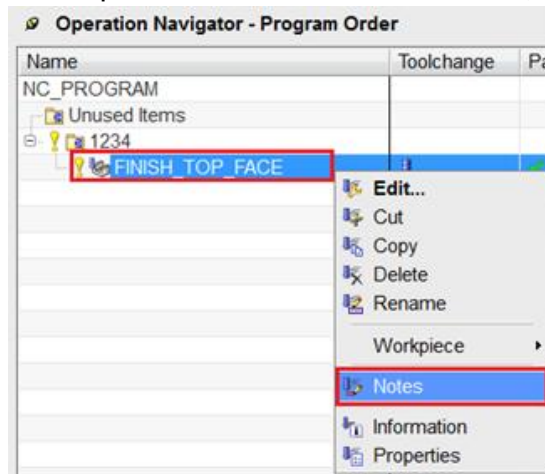 Operation Navigator - Program Order
Name Toolchange
NC_PROGRAM
Unused Items
1234
FINISH_TOP_FACE
Edit...
Cut
Copy
Delete
Rename
Workpiece
Notes
Information
Properties